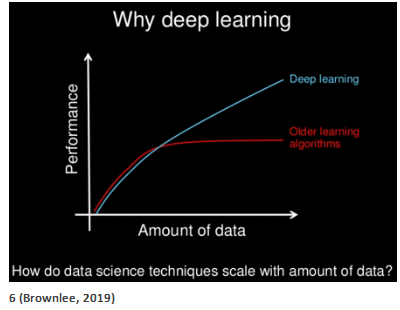 Why deep learning
Deep learning
Older learning
algorithms
Performance
Amount of data
How do data science techniques scale with amount of data?
6 (Brownlee, 2019)